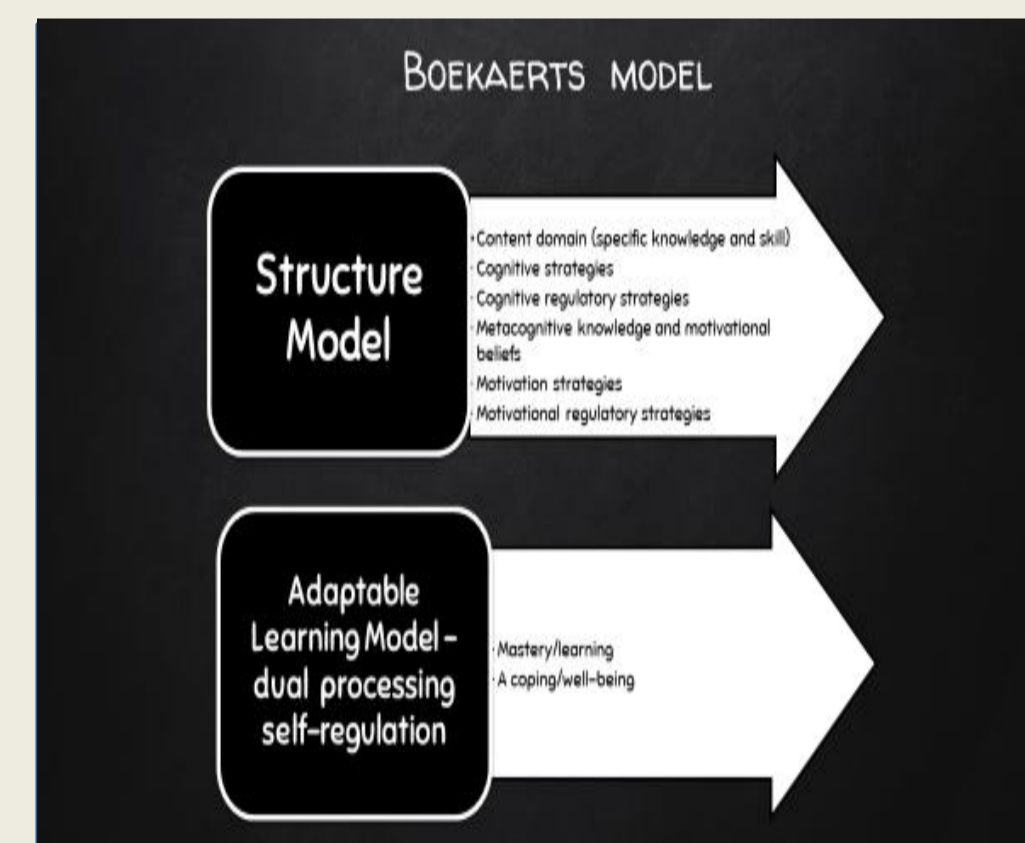 BOEKAERTS MODEL
Structure
Model
· Content domain (specific knowledge and skill)
· Cognitive strategies
· Cognitive regulatory strategies
· Metacognitive knowledge and motivational
beliefs
· Motivation strategies
· Motivational regulatory strategies
Adaptable
Learning Model –
dual processing
self-regulation
· Mastery/learning
· A coping/well-being